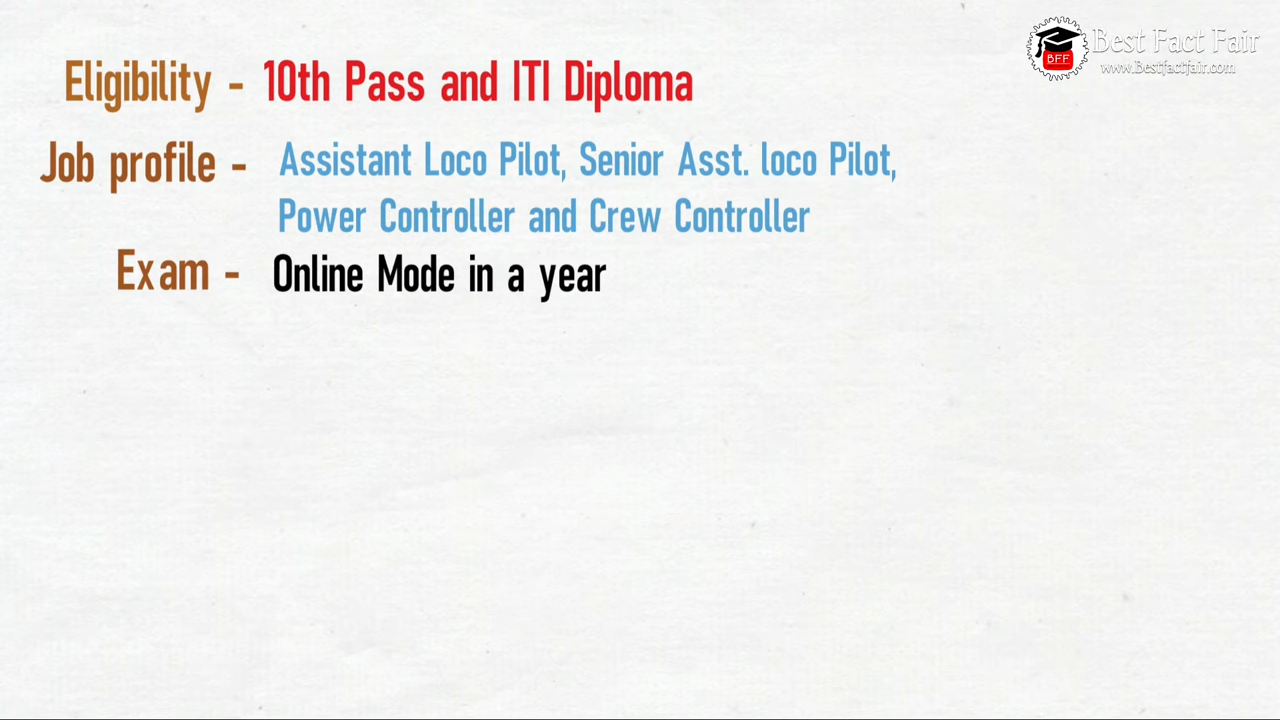 Best Fact Fair
BFF
www.Bestfactfair.com
Eligibility - 10th Pass and ITI Diploma
Job profile - Assistant Loco Pilot, Senior Asst. loco Pilot,
Power Controller and Crew Controller
Exam - Online Mode in a year